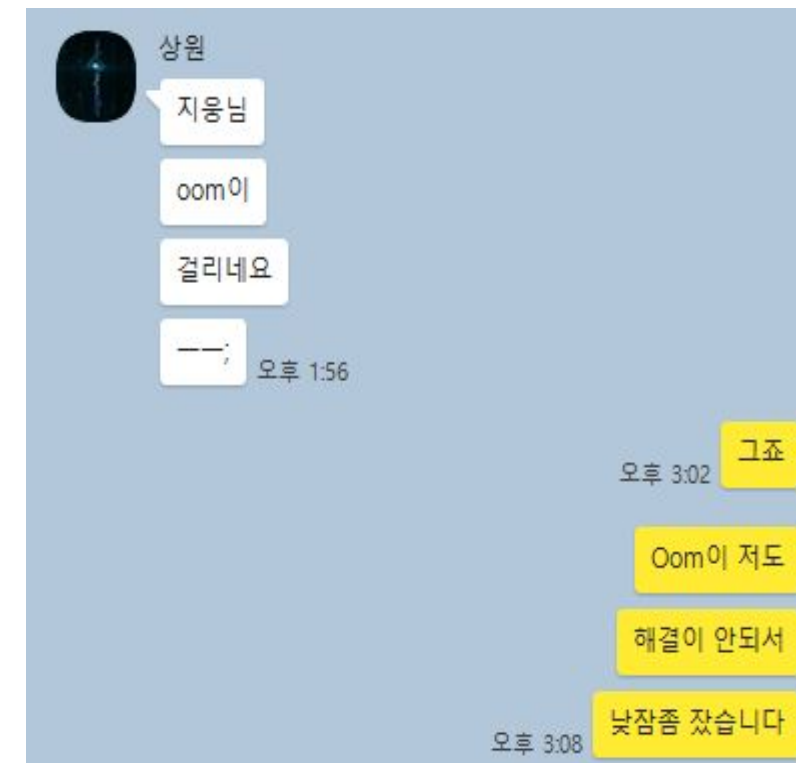 상원
지웅님
oom이
걸리네요
ㅡㅡ;
오후 1:56
그죠
오후 3:02
Oom이 저도
해결이 안되서
낮잠좀 잤습니다
오후 3:08